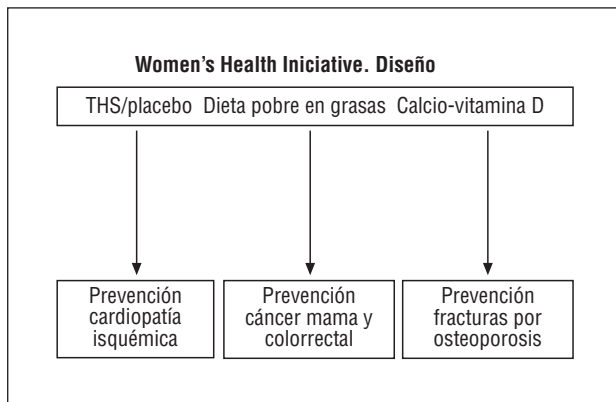 Women's Health Iniciative. Diseño
THS/placebo Dieta pobre en grasas Calcio-vitamina D
Prevención
cardiopatía
isquémica
Prevención
cáncer mama y
colorrectal
Prevención
fracturas por
osteoporosis